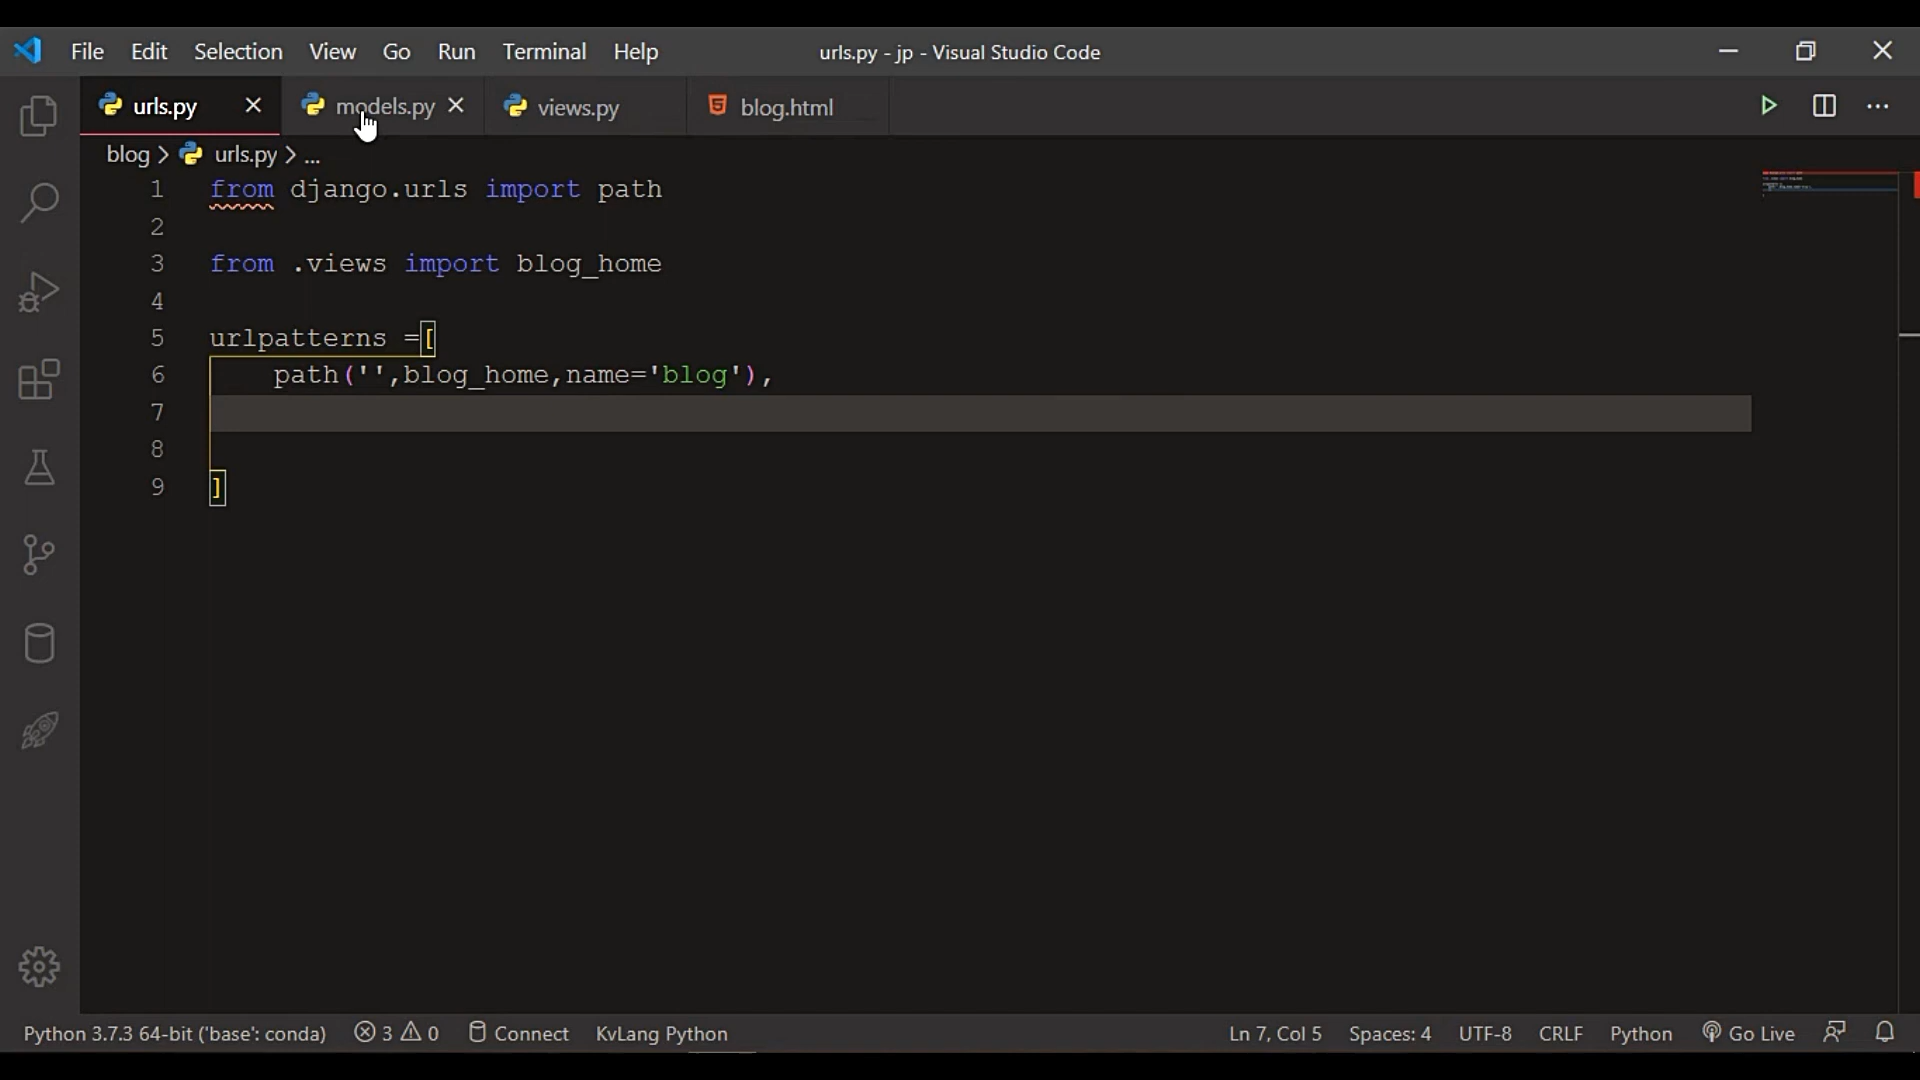 File Edit Selection View Go Run Terminal Help urls.py - jp - Visual Studio Code
urls.py models.py views.py blog.html
blog > urls.py > ...
1 from django.urls import path
2
3 from .views import blog_home
4
5 urlpatterns =[
6     path('',blog_home,name='blog'),
7
8
9 ]
Python 3.7.3 64-bit ('base': conda) 3 0 Connect KvLang Python Ln 7, Col 5 Spaces: 4 UTF-8 CRLF Python Go Live